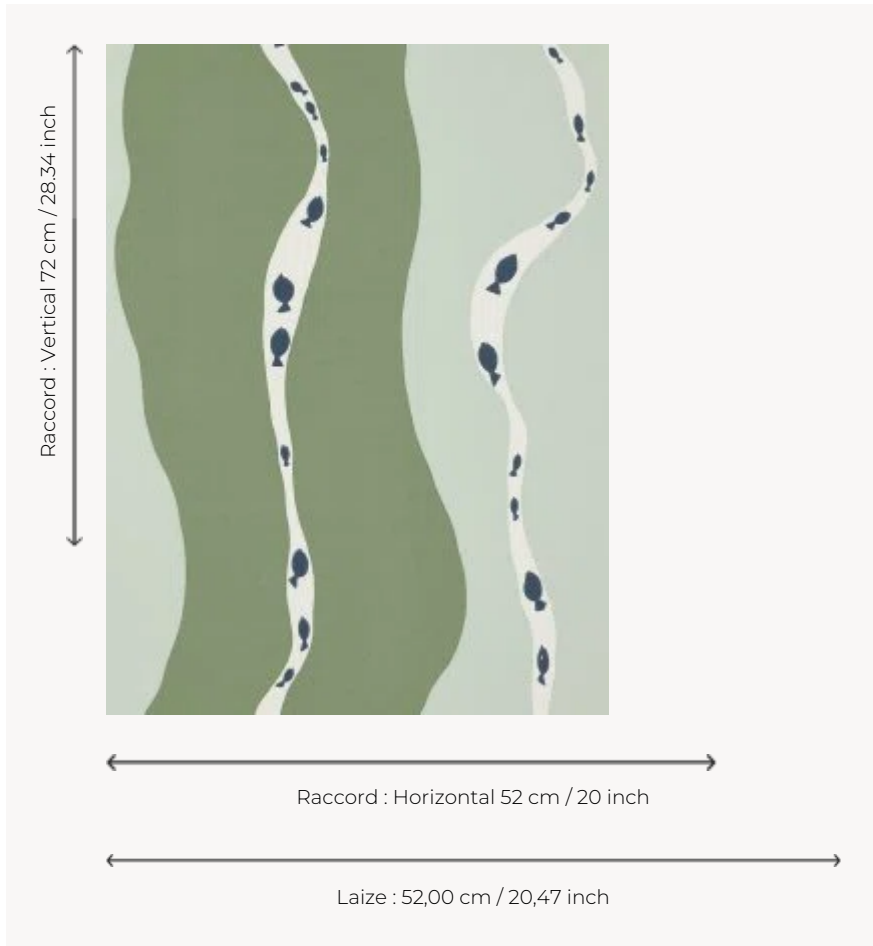 Raccord : Vertical 72 cm / 28.34 inch
Raccord : Horizontal 52 cm / 20 inch
Laize : 52,00 cm / 20,47 inch